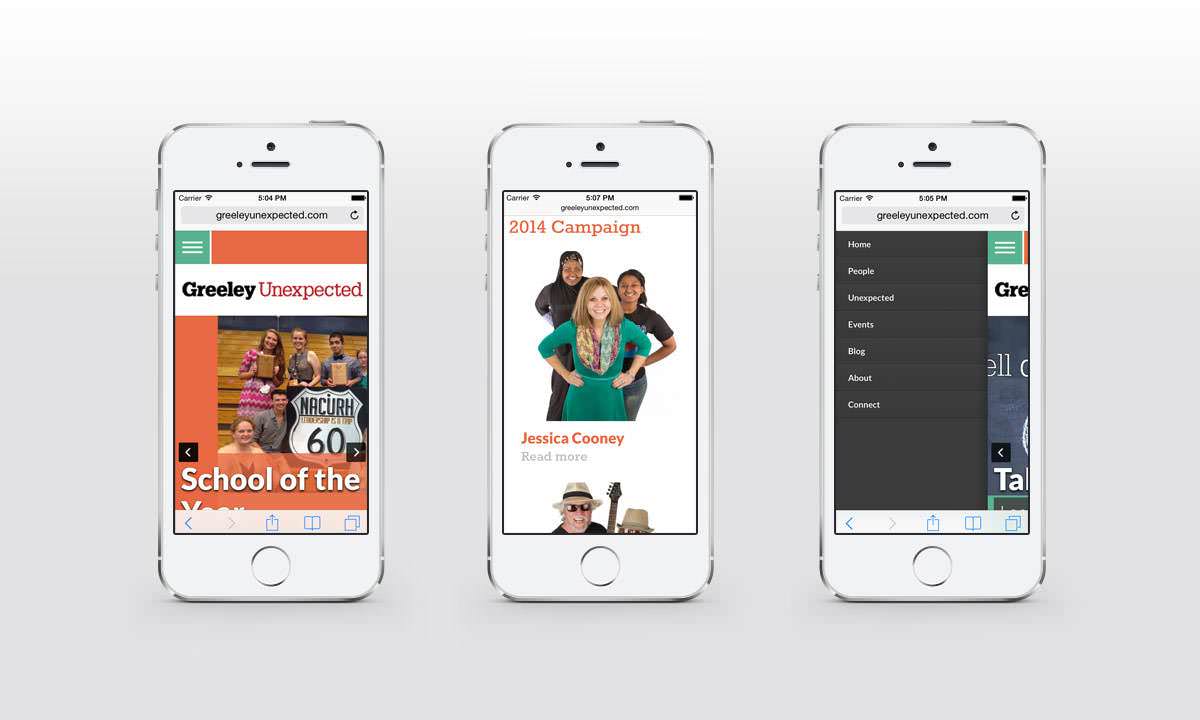 Carrier 5:04 PM
greeleyunexpected.com
Greeley Unexpected
NACURH
LEADERSHIP IS A TRIP
60
School of the
Year
Carrier 5:07 PM
greeleyunexpected.com
2014 Campaign
Jessica Cooney
Read more
Carrier 5:05 PM
greeleyunexpected.com
Home
People
Unexpected
Events
Blog
About
Connect
Gre
ell
Tal